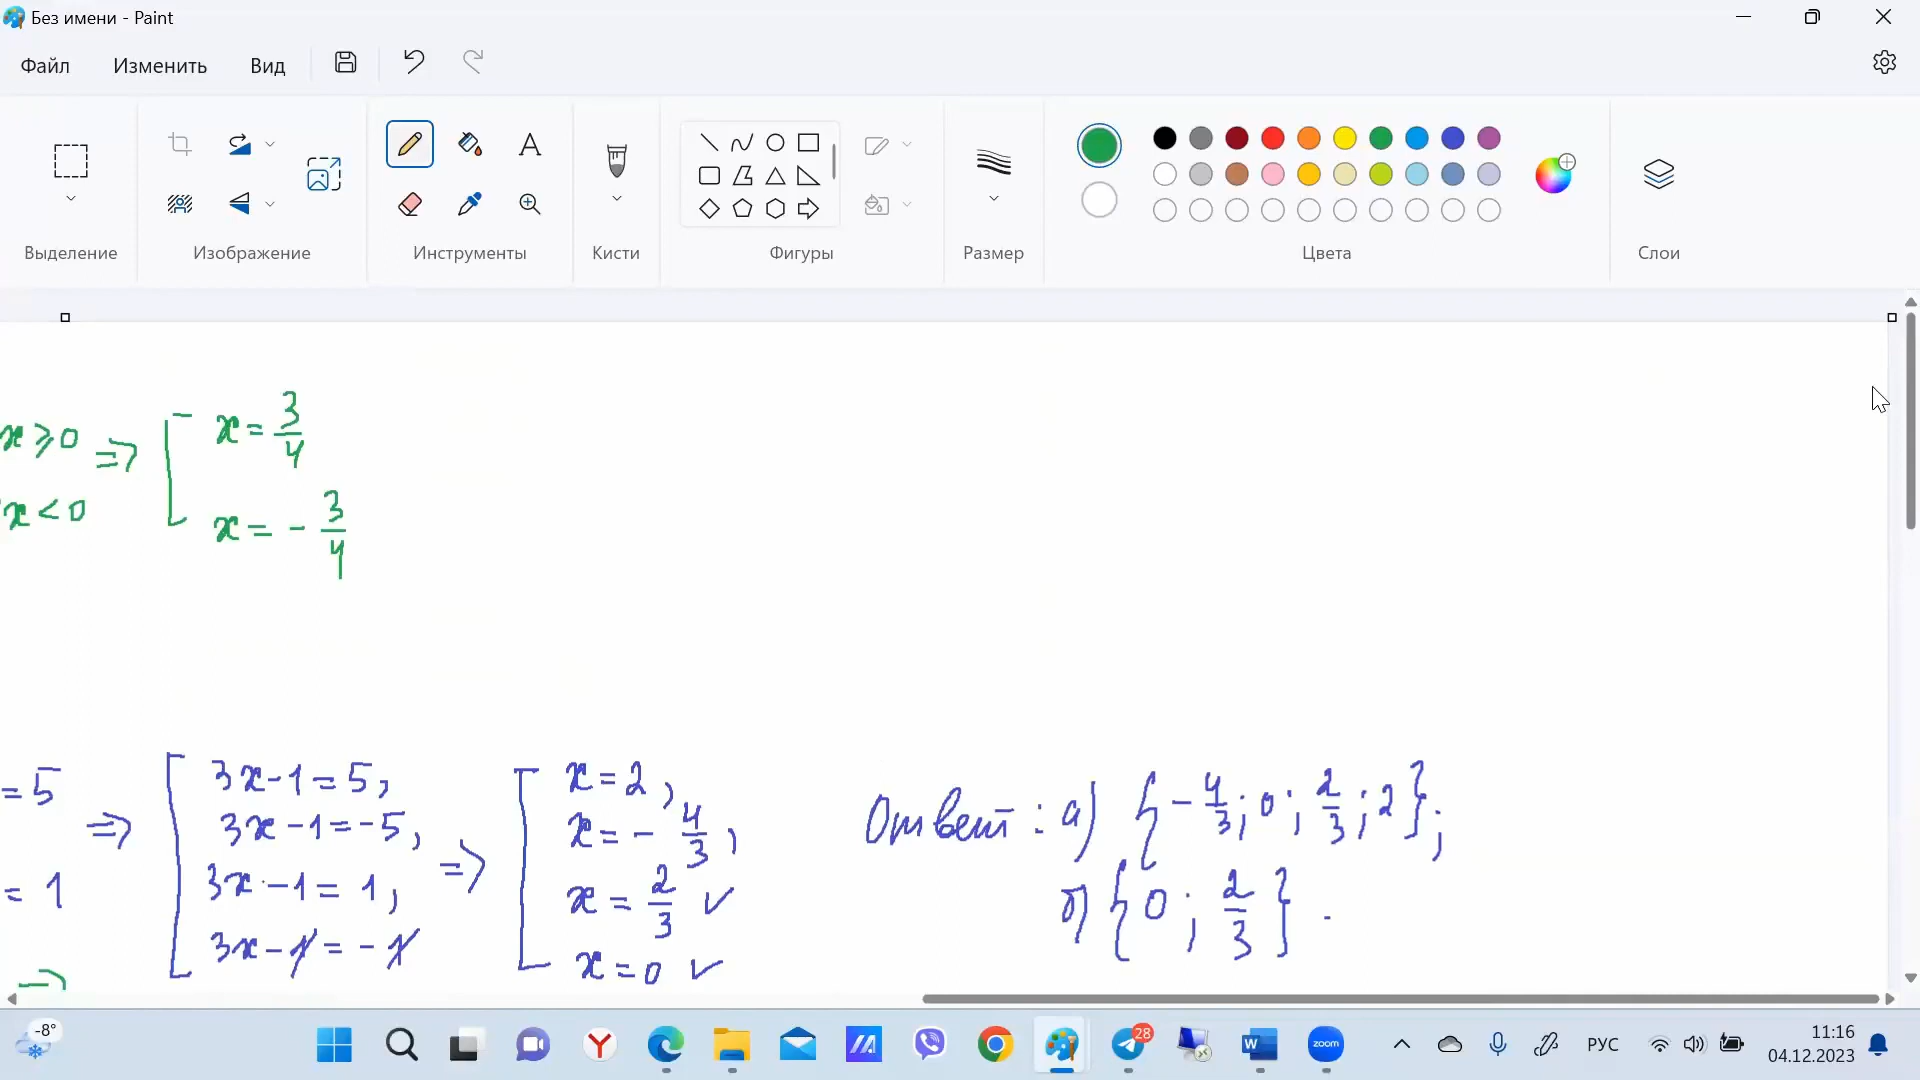 Без имени - Paint
Файл Изменить Вид
Выделение Изображение Инструменты Кисти Фигуры Размер Цвета Слои
x ⩾ 0 => [ x = 3/4
x < 0 x = - 3/4
= 5 => [ 3x-1=5, => [ x=2,
3x-1=-5, x=-4/3,
= 1 3x-1=1, x=2/3 ✓
3x-1=-1 x=0 ✓
=>
Ответ: а) {-4/3; 0; 2/3; 2};
б) {0; 2/3}.
-8° 28 zoom РУС 11:16
04.12.2023